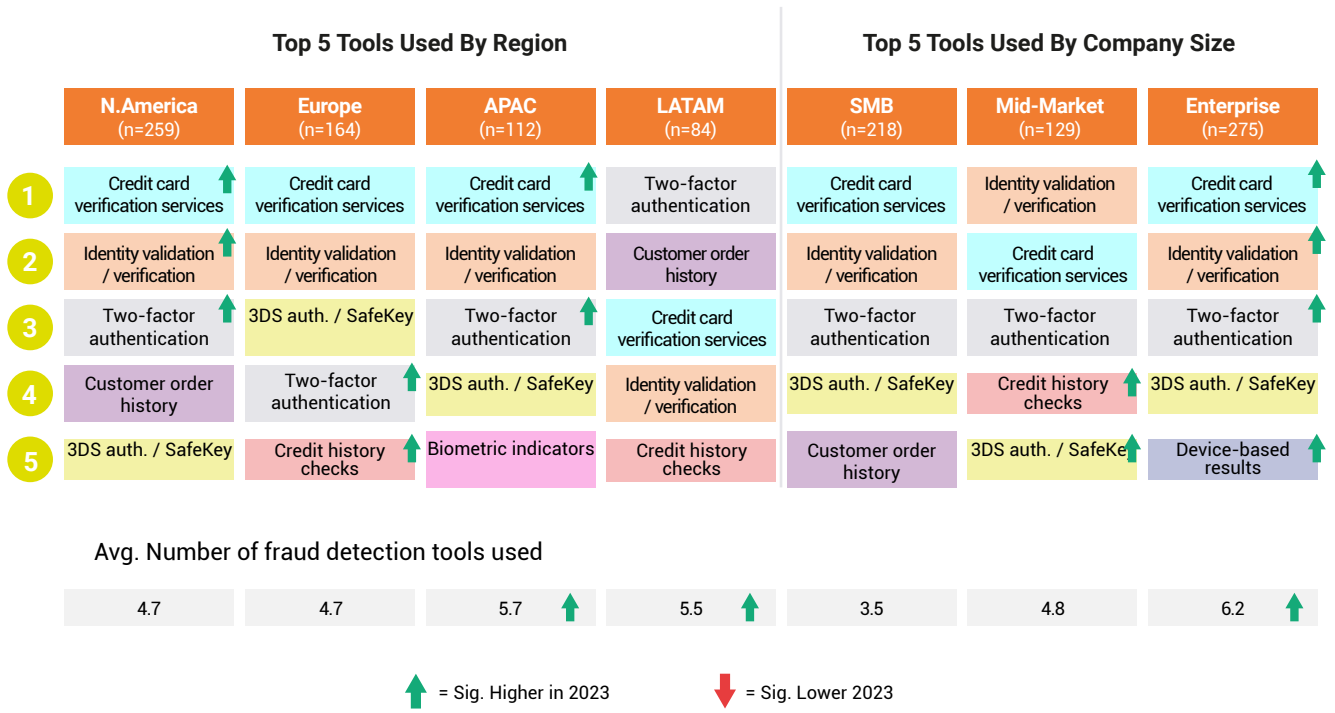 Top 5 Tools Used By Region
Top 5 Tools Used By Company Size
N.America
(n=259)
Europe
(n=164)
APAC
(n=112)
LATAM
(n=84)
SMB
(n=218)
Mid-Market
(n=129)
Enterprise
(n=275)
1
Credit card
verification services
Credit card
verification services
Credit card
verification services
Two-factor
authentication
Credit card
verification services
Identity validation
/ verification
Credit card
verification services
2
Identity validation
/ verification
Identity validation
/ verification
Identity validation
/ verification
Customer order
history
Identity validation
/ verification
Credit card
verification services
Identity validation
/ verification
3
Two-factor
authentication
3DS auth. / SafeKey
Two-factor
authentication
Credit card
verification services
Two-factor
authentication
Two-factor
authentication
Two-factor
authentication
4
Customer order
history
Two-factor
authentication
3DS auth. / SafeKey
Identity validation
/ verification
3DS auth. / SafeKey
Credit history
checks
3DS auth. / SafeKey
5
3DS auth. / SafeKey
Credit history
checks
Biometric indicators
Credit history
checks
Customer order
history
3DS auth. / SafeKey
Device-based
results
Avg. Number of fraud detection tools used
4.7
4.7
5.7
5.5
3.5
4.8
6.2
= Sig. Higher in 2023
= Sig. Lower 2023